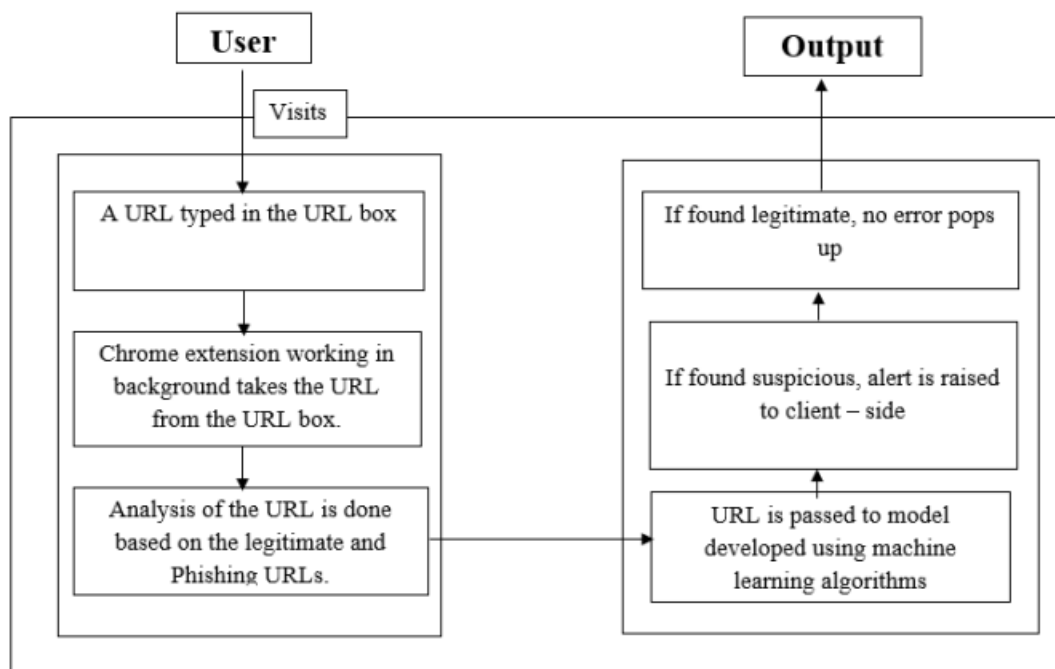 User
Visits
A URL typed in the URL box
Chrome extension working in
background takes the URL
from the URL box.
Analysis of the URL is done
based on the legitimate and
Phishing URLs.
Output
If found legitimate, no error pops
up
If found suspicious, alert is raised
to client – side
URL is passed to model
developed using machine
learning algorithms